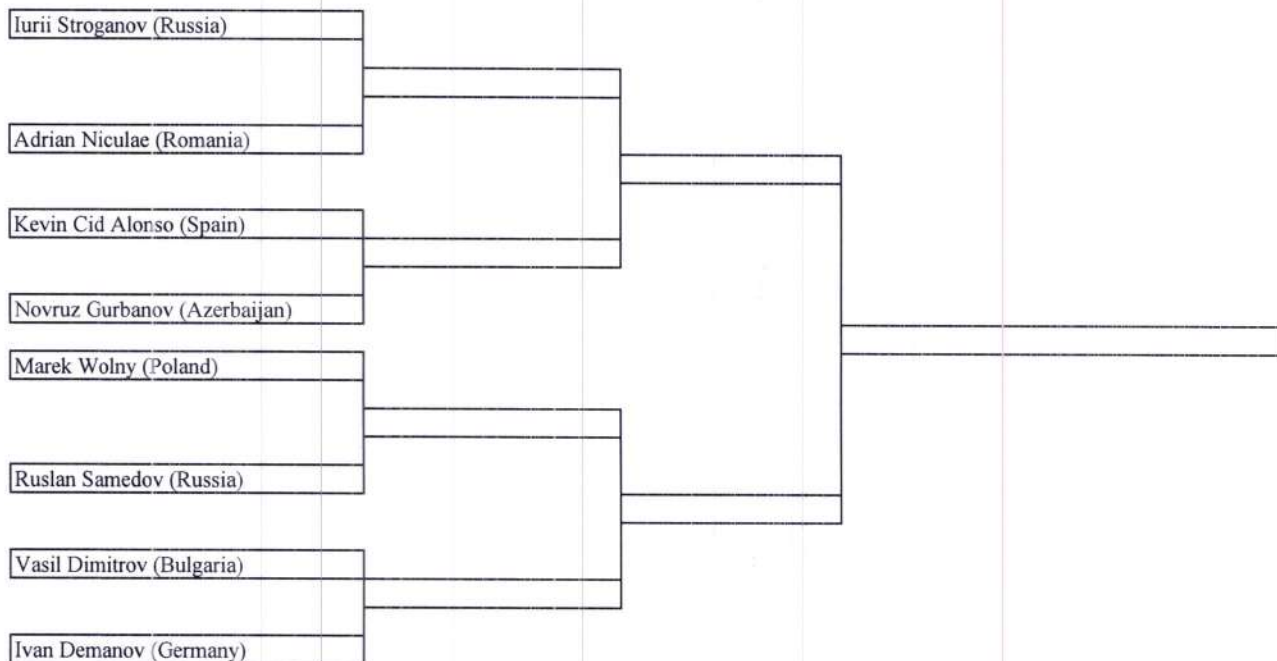 Iurii Stroganov (Russia)
Adrian Niculae (Romania)
Kevin Cid Alonso (Spain)
Novruz Gurbanov (Azerbaijan)
Marek Wolny (Poland)
Ruslan Samedov (Russia)
Vasil Dimitrov (Bulgaria)
Ivan Demanov (Germany)